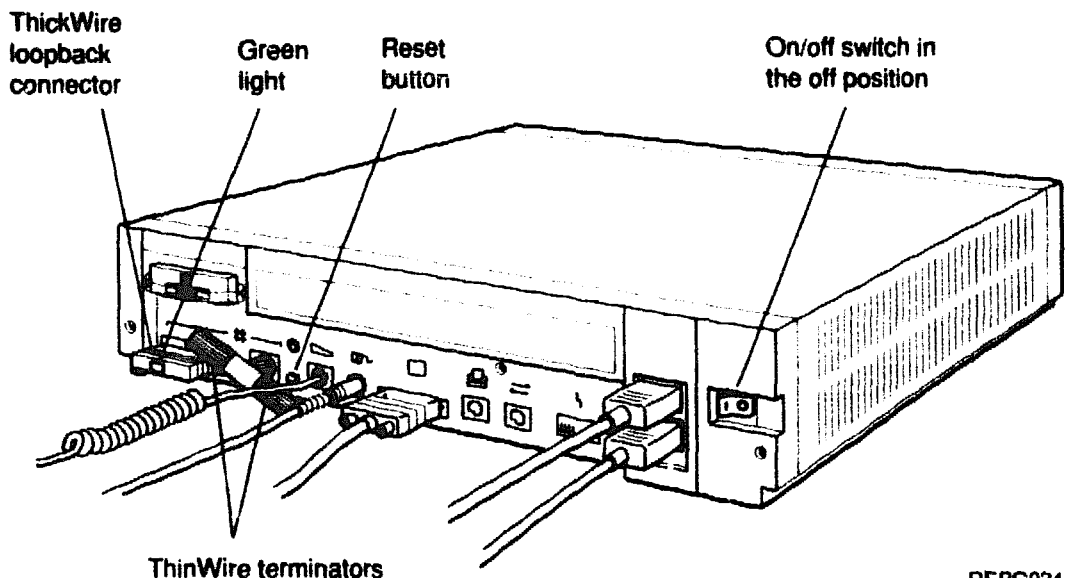 ThickWire
loopback
connector
Green
light
Reset
button
On/off switch in
the off position
ThinWire terminators